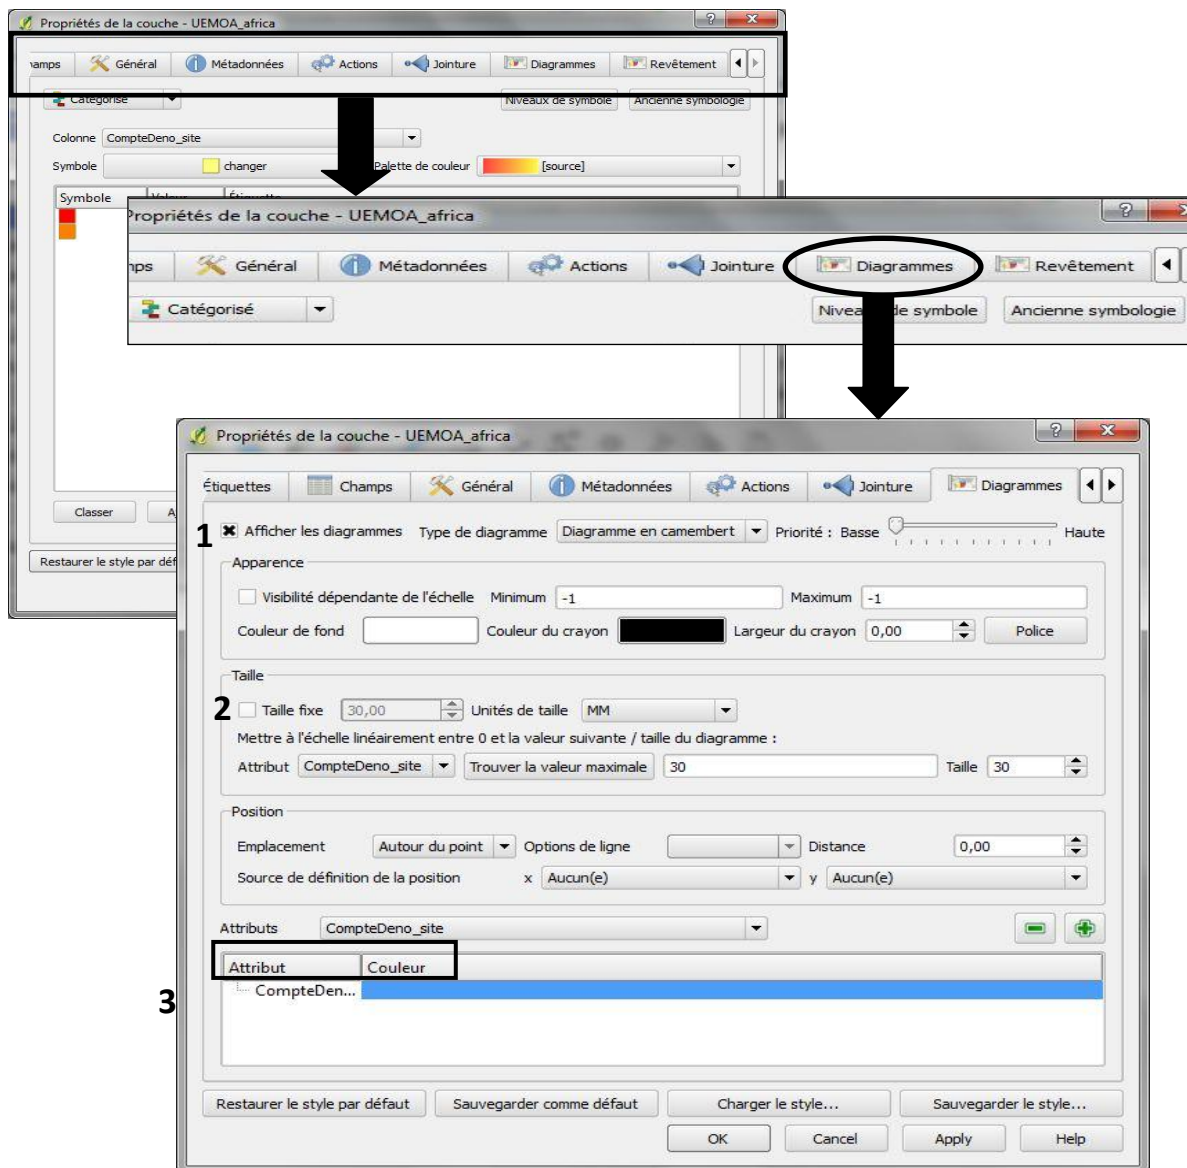 Propriétés de la couche - UEMOA_africa
Général Métadonnées Actions Jointure Diagrammes Revêtement
Catégorisé Niveaux de symbole Ancienne symbologie
Colonne CompteDeno_site
Symbole changer Palette de couleur [source]
Symbole Valeur Étiquette
Classer A
Restaurer le style par déf
Propriétés de la couche - UEMOA_africa
nps Général Métadonnées Actions Jointure Diagrammes Revêtement
Catégorisé Niveaux de symbole Ancienne symbologie
Propriétés de la couche - UEMOA_africa
Étiquettes Champs Général Métadonnées Actions Jointure Diagrammes
1 Afficher les diagrammes Type de diagramme Diagramme en camembert Priorité : Basse Haute
Apparence
Visibilité dépendante de l'échelle Minimum -1 Maximum -1
Couleur de fond Couleur du crayon Largeur du crayon 0,00 Police
Taille
2 Taille fixe 30,00 Unités de taille MM
Mettre à l'échelle linéairement entre 0 et la valeur suivante / taille du diagramme :
Attribut CompteDeno_site Trouver la valeur maximale 30 Taille 30
Position
Emplacement Autour du point Options de ligne Distance 0,00
Source de définition de la position x Aucun(e) y Aucun(e)
Attributs CompteDeno_site
Attribut Couleur
3 CompteDen...
Restaurer le style par défaut Sauvegarder comme défaut Charger le style... Sauvegarder le style...
OK Cancel Apply Help